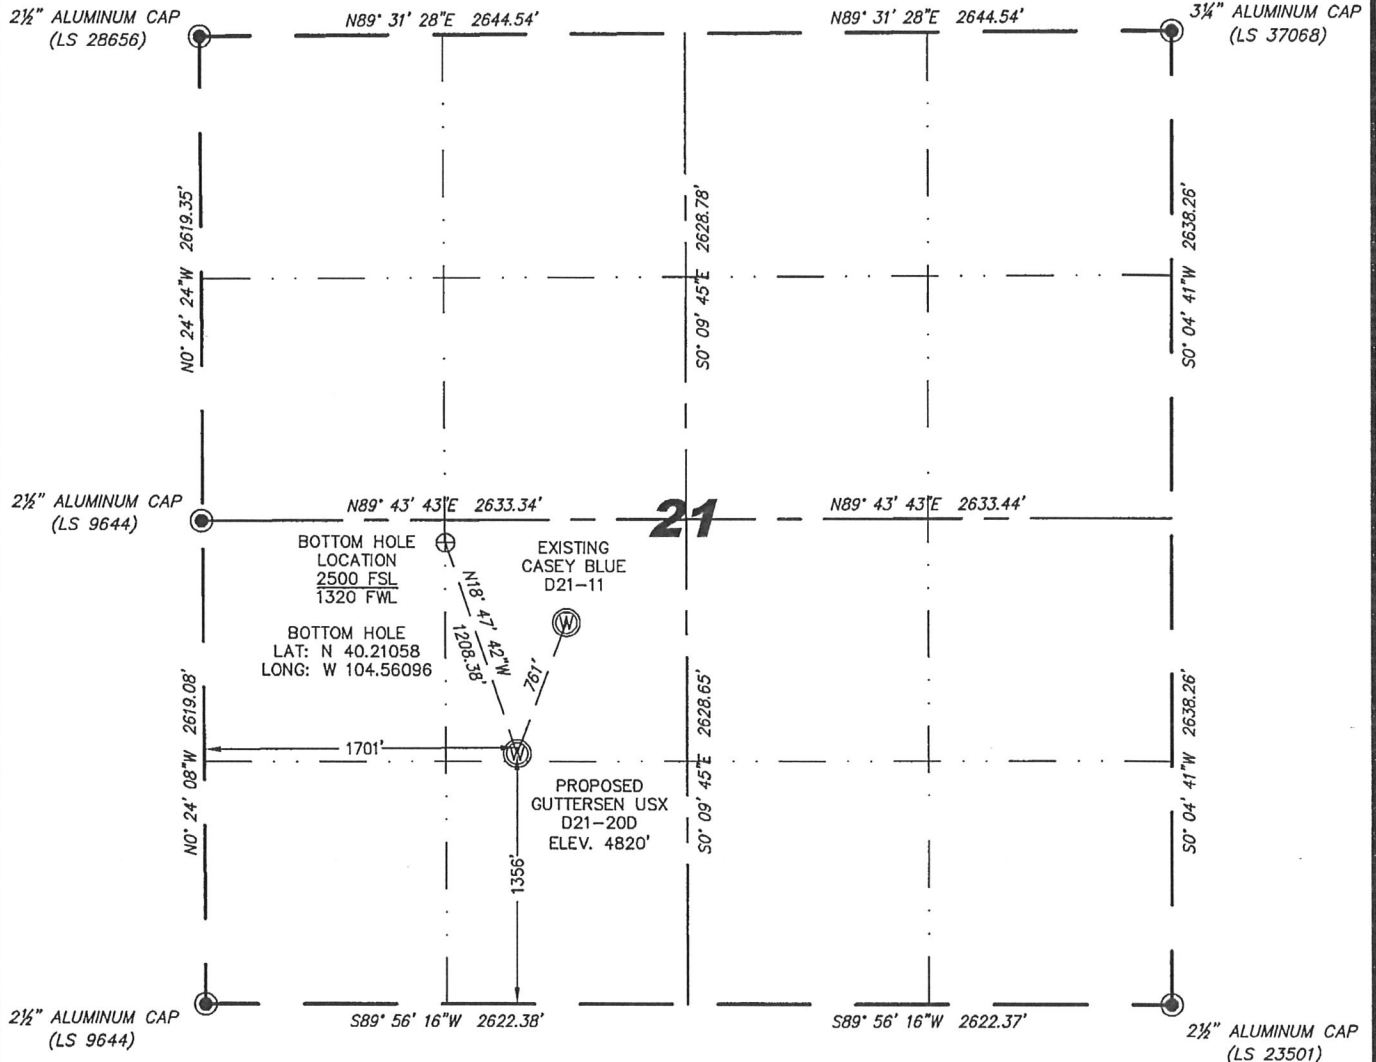 2½" ALUMINUM CAP
(LS 28656)
N89° 31' 28"E 2644.54'
N89° 31' 28"E 2644.54'
3¼" ALUMINUM CAP
(LS 37068)
N0° 24' 24"W 2619.35'
S0° 09' 45"E 2628.78'
S0° 04' 41"W 2638.26'
2½" ALUMINUM CAP
(LS 9644)
N89° 43' 43"E 2633.34'
21
N89° 43' 43"E 2633.44'
BOTTOM HOLE
LOCATION
2500 FSL
1320 FWL
BOTTOM HOLE
LAT: N 40.21058
LONG: W 104.56096
N18° 47' 42"W
1208.38'
EXISTING
CASEY BLUE
D21-11
W
761'
1701'
W
PROPOSED
GUTTERSEN USX
D21-20D
ELEV. 4820'
1356'
N0° 24' 08"W 2619.08'
S0° 09' 45"E 2628.65'
S0° 04' 41"W 2638.26'
2½" ALUMINUM CAP
(LS 9644)
S89° 56' 16"W 2622.38'
S89° 56' 16"W 2622.37'
2½" ALUMINUM CAP
(LS 23501)